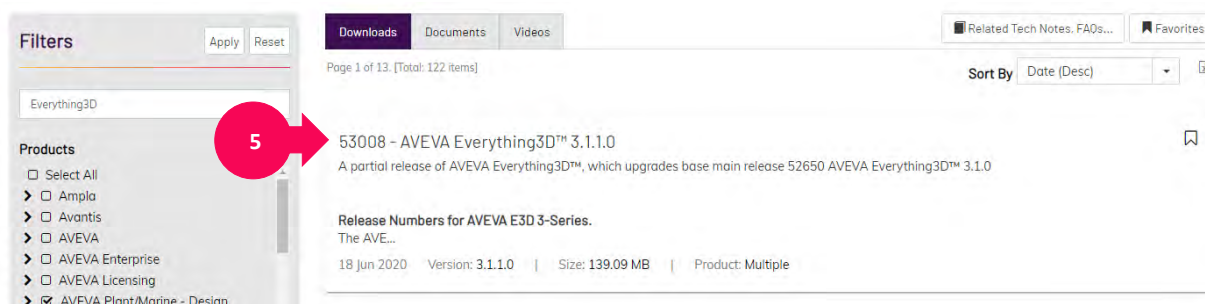 Filters
Apply
Reset
Everything3D
Products
Select All
Ampla
Avantis
AVEVA
AVEVA Enterprise
AVEVA Licensing
AVEVA Plant/Marine - Design
5
Downloads
Documents
Videos
Related Tech Notes, FAQs...
Favorites
Page 1 of 13. [Total: 122 items]
Sort By
Date (Desc)
53008 - AVEVA Everything3D™ 3.1.1.0
A partial release of AVEVA Everything3D™, which upgrades base main release 52650 AVEVA Everything3D™ 3.1.0
Release Numbers for AVEVA E3D 3-Series.
The AVE...
18 Jun 2020 Version: 3.1.1.0 | Size: 139.09 MB | Product: Multiple